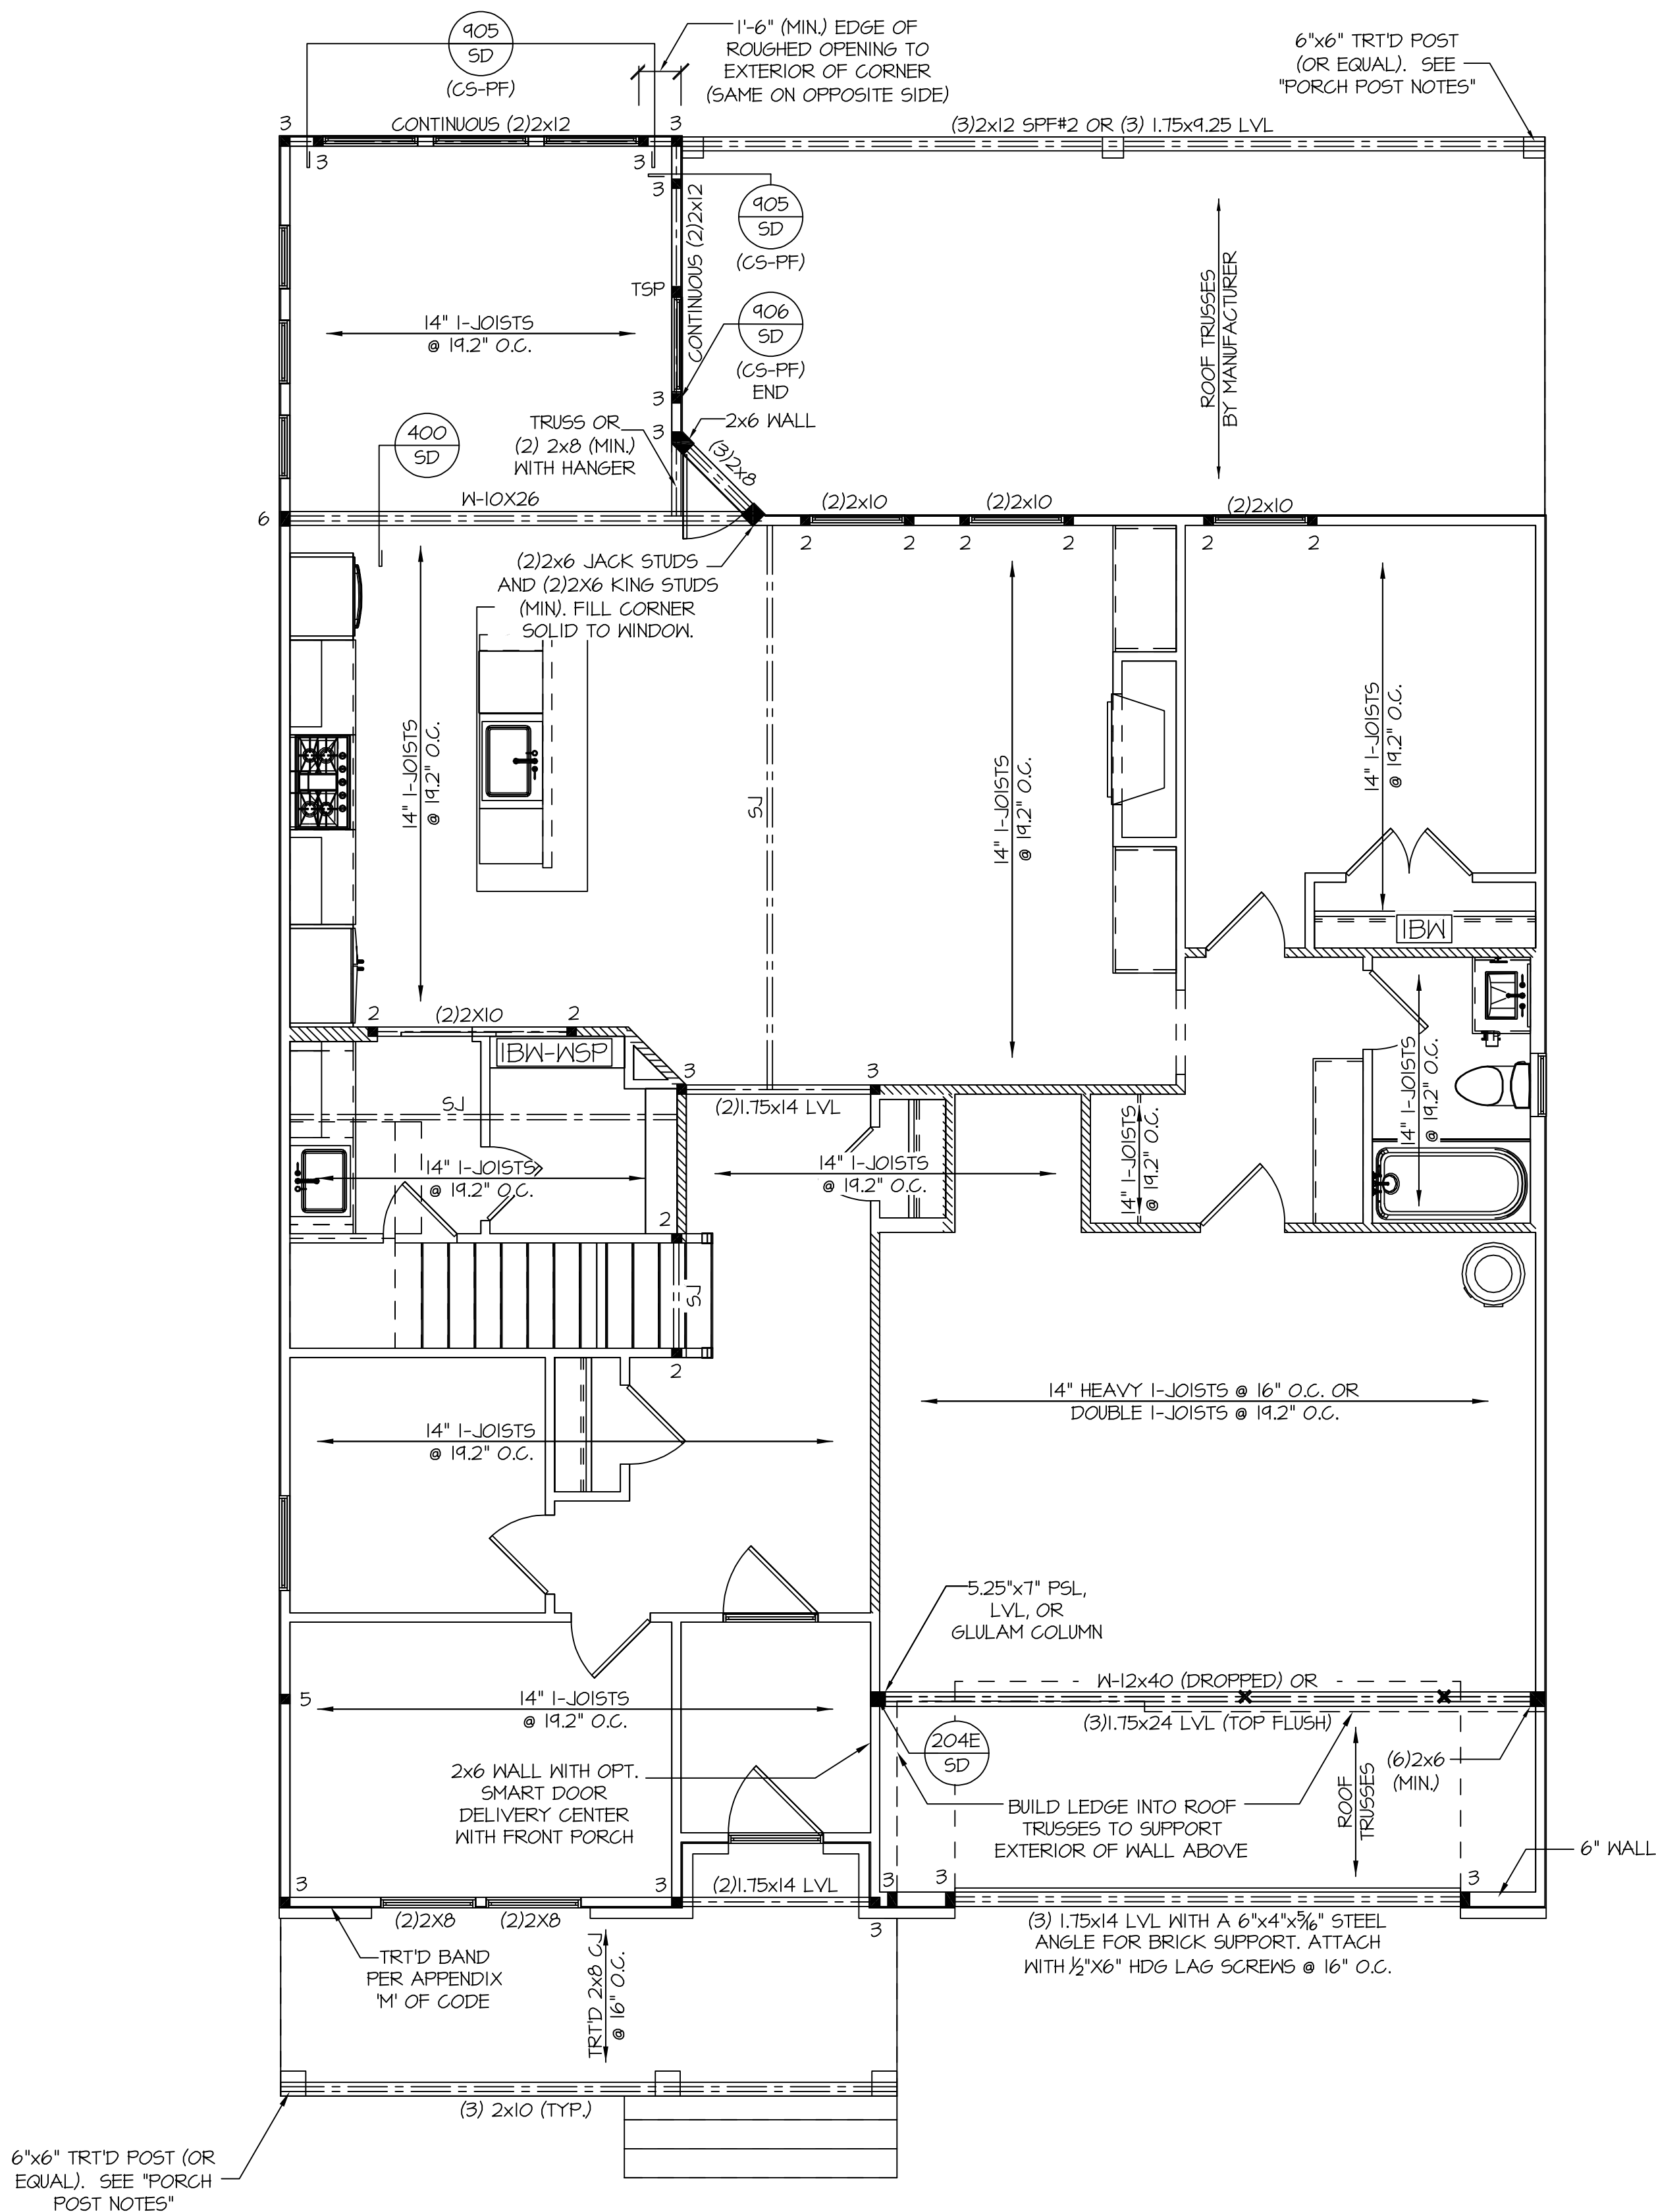 905
SD
(CS-PF)
1'-6" (MIN.) EDGE OF
ROUGHED OPENING TO
EXTERIOR OF CORNER
(SAME ON OPPOSITE SIDE)
6"x6" TRT'D POST
(OR EQUAL). SEE
"PORCH POST NOTES"
3
CONTINUOUS (2)2x12
3
(3)2x12 SPF#2 OR (3) 1.75x9.25 LVL
3
3
3
CONTINUOUS (2)2x12
905
SD
(CS-PF)
TSP
906
SD
(CS-PF)
END
ROOF TRUSSES
BY MANUFACTURER
14" I-JOISTS
@ 19.2" O.C.
3
2x6 WALL
3
TRUSS OR
(2) 2x8 (MIN.)
WITH HANGER
400
SD
(3)2x8
W-10X26
6
(2)2x10
(2)2x10
(2)2x10
2
2
2
2
2
2
(2)2x6 JACK STUDS
AND (2)2X6 KING STUDS
(MIN). FILL CORNER
SOLID TO WINDOW.
14" I-JOISTS
@ 19.2" O.C.
SJ
14" I-JOISTS
@ 19.2" O.C.
14" I-JOISTS
@ 19.2" O.C.
IBW
2
(2)2X10
2
IBW-WSP
3
3
(2)1.75x14 LVL
SJ
14" I-JOISTS
@ 19.2" O.C.
14" I-JOISTS
@ 19.2" O.C.
14" I-JOISTS
@ 19.2" O.C.
14" I-JOISTS
@ 19.2" O.C.
2
SJ
2
14" HEAVY I-JOISTS @ 16" O.C. OR
DOUBLE I-JOISTS @ 19.2" O.C.
14" I-JOISTS
@ 19.2" O.C.
5.25"x7" PSL,
LVL, OR
GLULAM COLUMN
W-12x40 (DROPPED) OR
(3)1.75x24 LVL (TOP FLUSH)
5
14" I-JOISTS
@ 19.2" O.C.
204E
SD
(6)2x6
(MIN.)
2x6 WALL WITH OPT.
SMART DOOR
DELIVERY CENTER
WITH FRONT PORCH
ROOF
TRUSSES
BUILD LEDGE INTO ROOF
TRUSSES TO SUPPORT
EXTERIOR OF WALL ABOVE
6" WALL
3
3
(2)1.75x14 LVL
3
3
3
(2)2X8
(2)2X8
3
(3) 1.75x14 LVL WITH A 6"x4"x5/16" STEEL
ANGLE FOR BRICK SUPPORT. ATTACH
WITH 1/2"X6" HDG LAG SCREWS @ 16" O.C.
TRT'D BAND
PER APPENDIX
'M' OF CODE
TRT'D 2x8 CJ
@ 16" O.C.
(3) 2x10 (TYP.)
6"x6" TRT'D POST (OR
EQUAL). SEE "PORCH
POST NOTES"